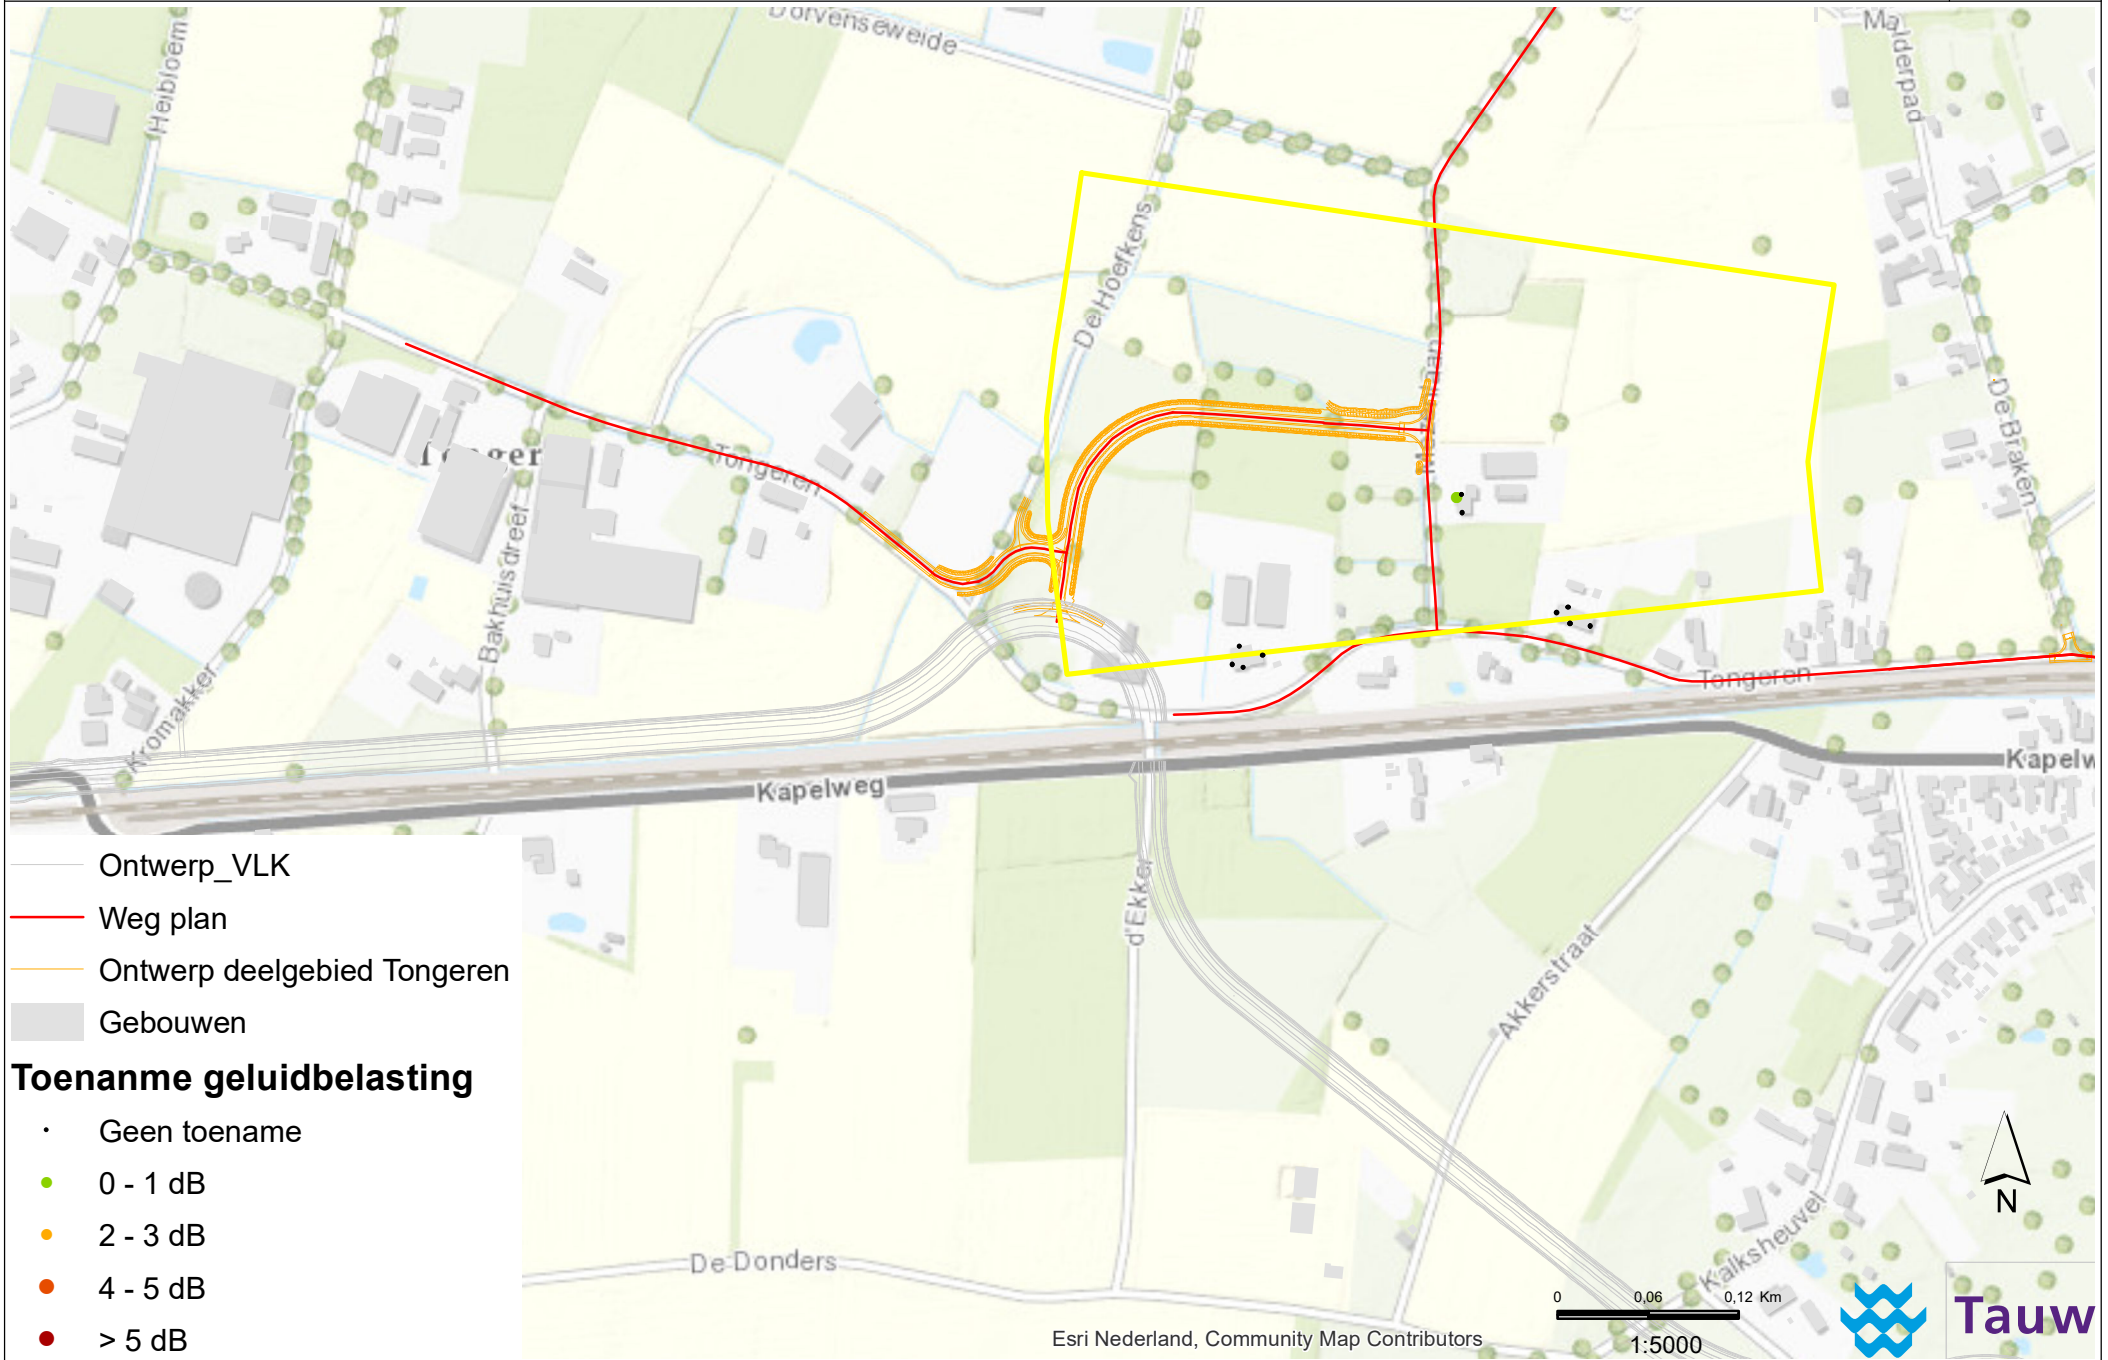 Dorvenseweide
Heibloem
Malderpad
De Hoefkens
Tongeren
De Braken
Bakhuisdreef
Kromakker
Tongeren
Kapelweg
Kapelw
d'Ekker
Akkerstraat
Kalksheuvel
De Donders
Ontwerp_VLK
Weg plan
Ontwerp deelgebied Tongeren
Gebouwen
Toenanme geluidbelasting
Geen toename
0 - 1 dB
2 - 3 dB
4 - 5 dB
> 5 dB
N
0 0,06 0,12 Km
1:5000
Esri Nederland, Community Map Contributors
Tauw